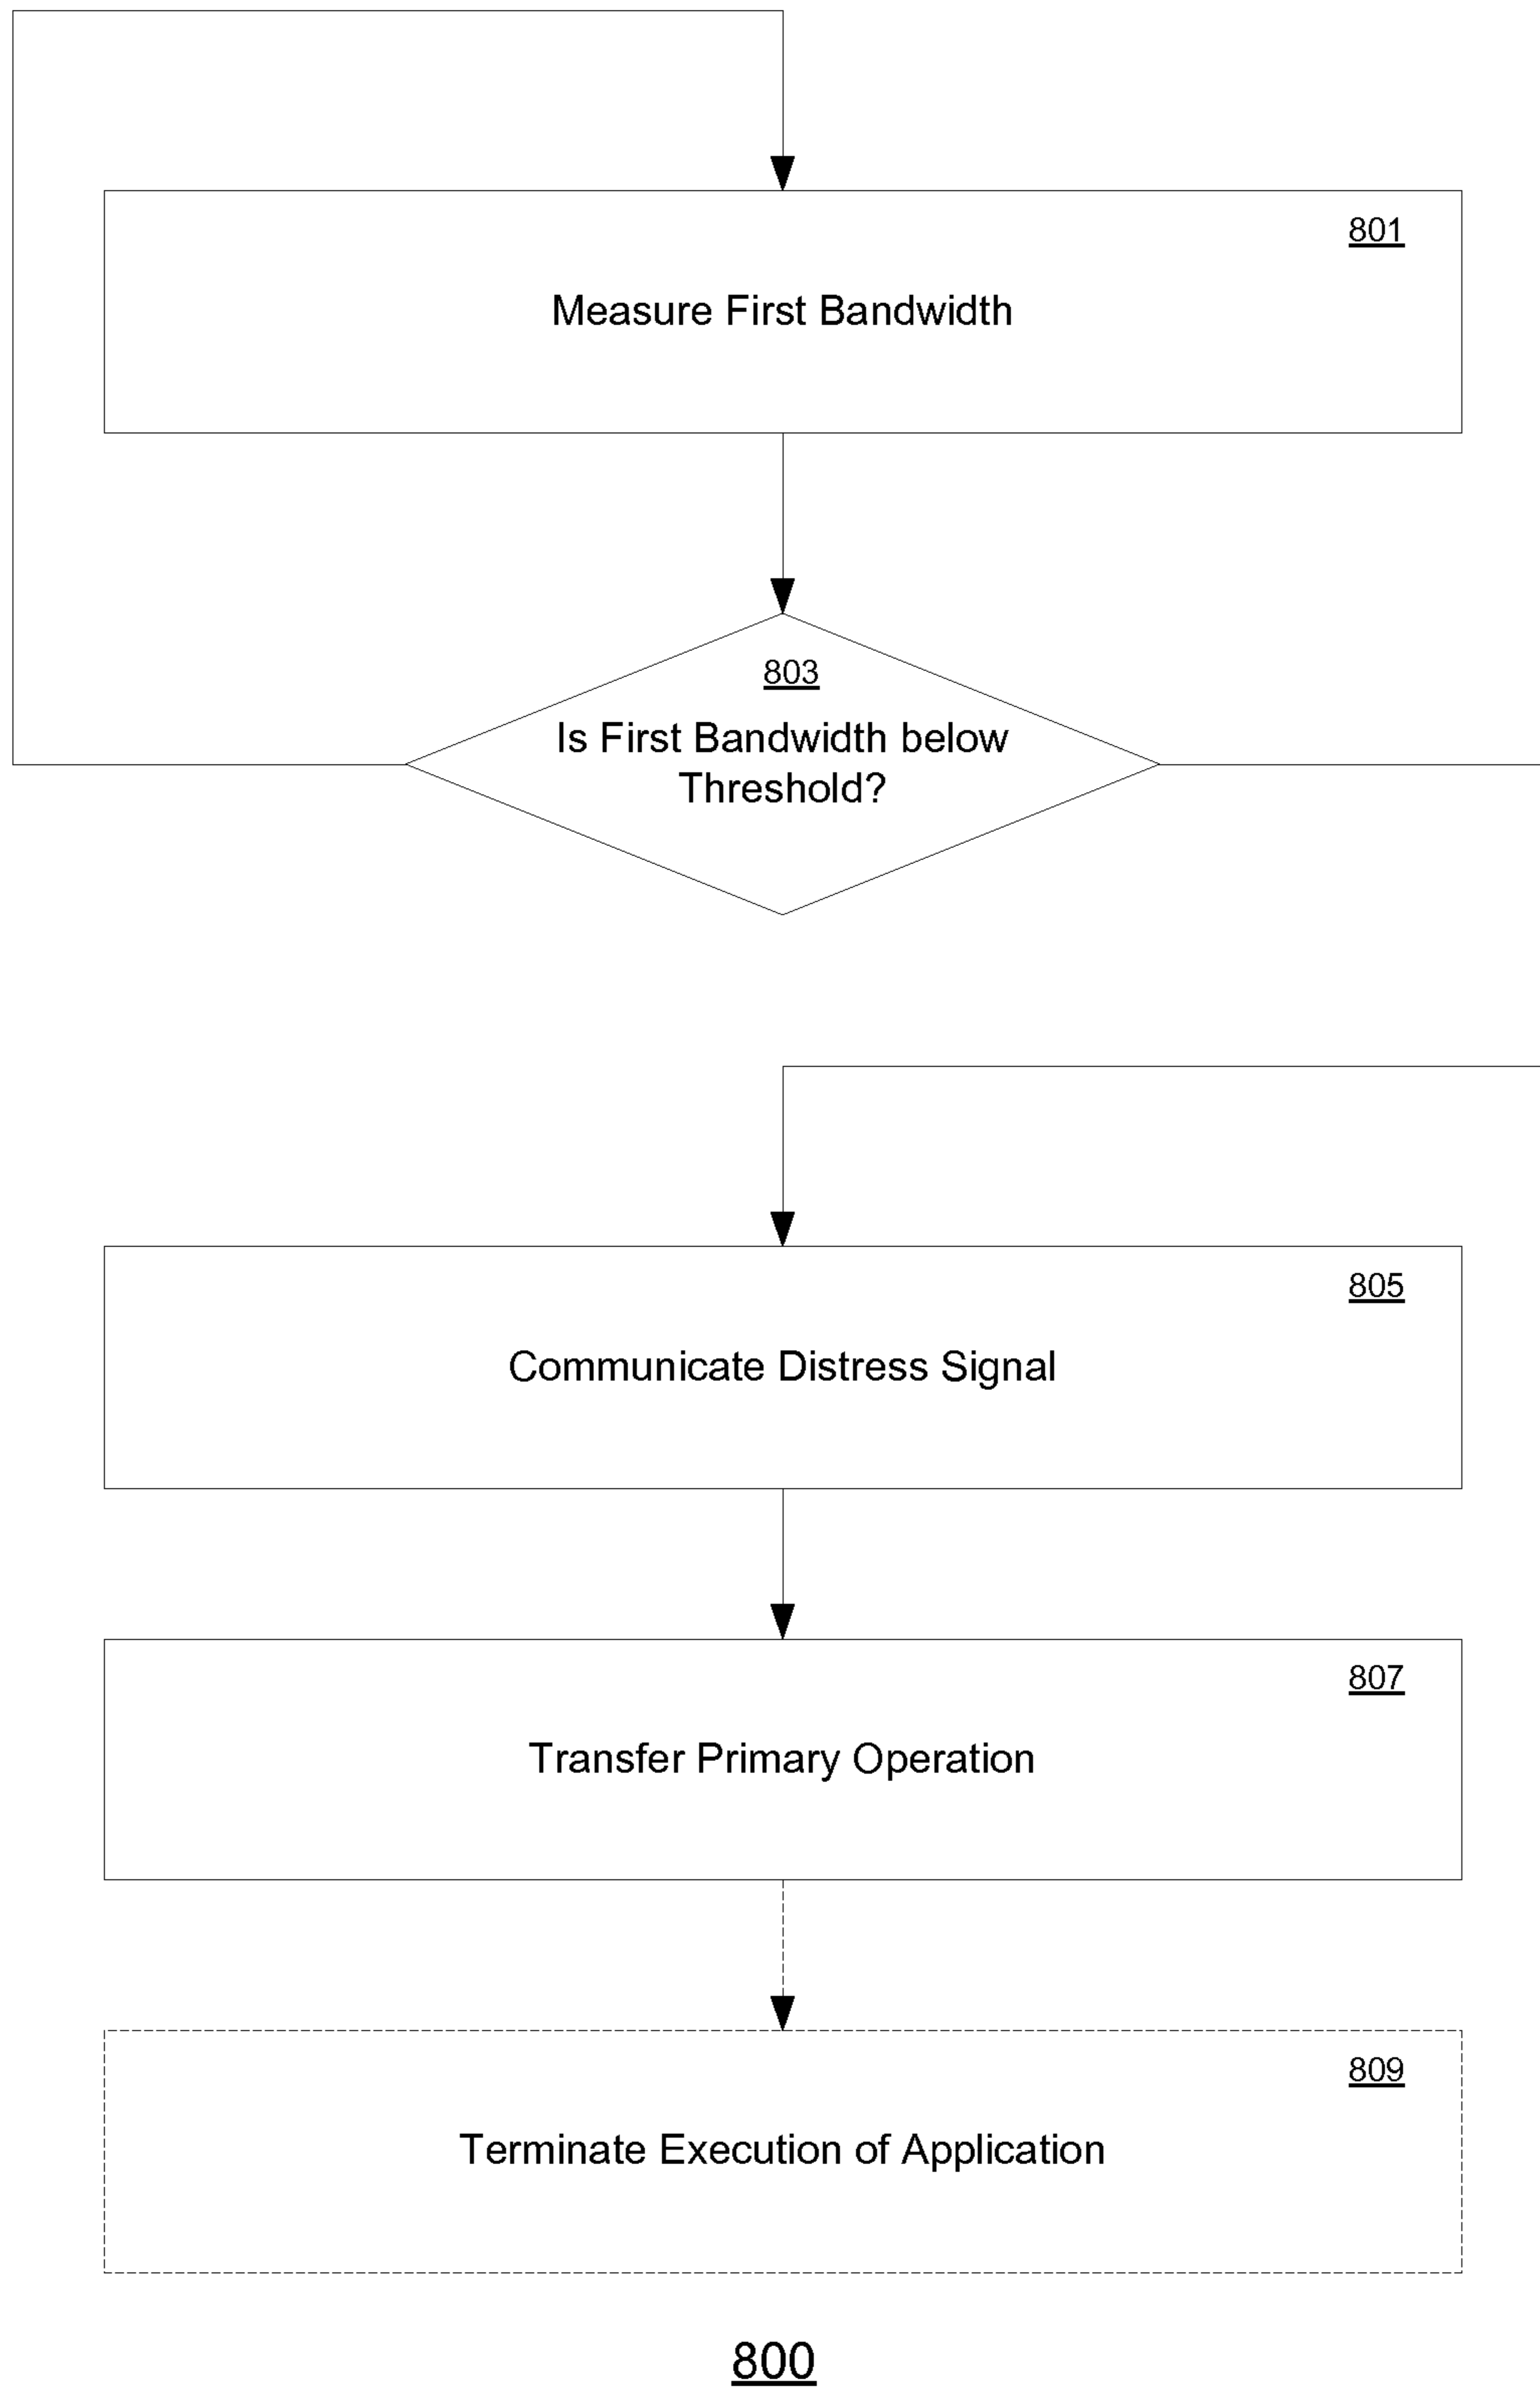 801
Measure First Bandwidth
803
Is First Bandwidth below
Threshold?
805
Communicate Distress Signal
807
Transfer Primary Operation
809
Terminate Execution of Application
800